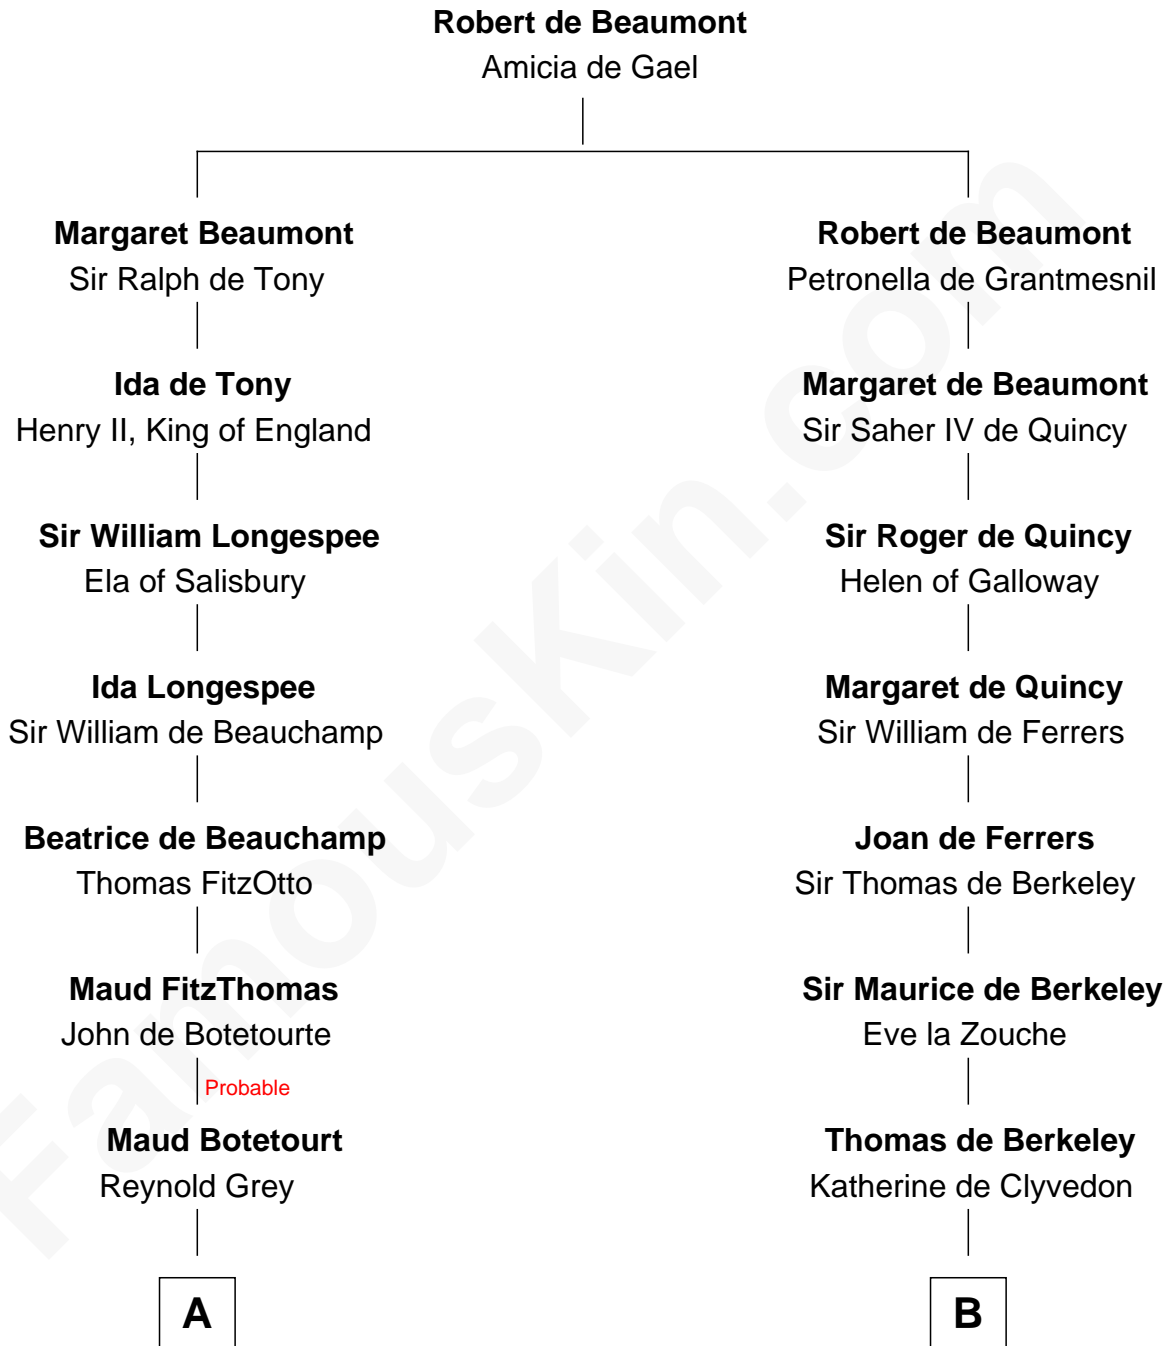 Robert de Beaumont
Amicia de Gael
Margaret Beaumont
Sir Ralph de Tony
Robert de Beaumont
Petronella de Grantmesnil
Ida de Tony
Henry II, King of England
Margaret de Beaumont
Sir Saher IV de Quincy
Sir William Longespee
Ela of Salisbury
Sir Roger de Quincy
Helen of Galloway
Ida Longespee
Sir William de Beauchamp
Margaret de Quincy
Sir William de Ferrers
Beatrice de Beauchamp
Thomas FitzOtto
Joan de Ferrers
Sir Thomas de Berkeley
Maud FitzThomas
John de Botetourte
Sir Maurice de Berkeley
Eve la Zouche
Probable
Maud Botetourt
Reynold Grey
Thomas de Berkeley
Katherine de Clyvedon
A
B
FamousKin.com